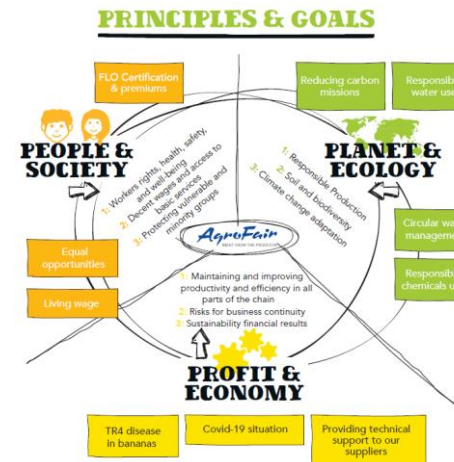 PRINCIPLES & GOALS
FLO Certification
& premiums
Reducing carbon
missions
Responsib
water use
PEOPLE &
SOCIETY
PLANET &
ECOLOGY
1: Workers rights, health, safety,
and well-being
2: Decent wages and access to
basic services
3: Protecting vulnerable and
minority groups
1: Responsible Production
2: Soil and biodiversity
3: Climate change adaptation
AgroFair
Equal
opportunities
Living wage
Circular wa
manageme
Responsib
chemicals u
1: Maintaining and improving
productivity and efficiency in all
parts of the chain
2: Risks for business continuity
3: Sustainability financial results
PROFIT &
ECONOMY
TR4 disease
in bananas
Covid-19 situation
Providing technical
support to our
suppliers